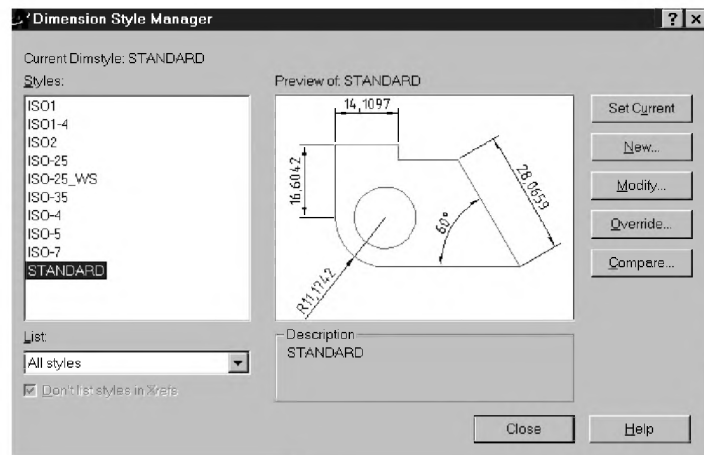 Dimension Style Manager
Current Dimstyle: STANDARD
Styles:
ISO1
ISO1-4
ISO2
ISO-25
ISO-25_WS
ISO-35
ISO-4
ISO-5
ISO-7
STANDARD
List:
All styles
Don't list styles in Xrefs
Preview of: STANDARD
14,1097
16,6042
28,0659
60°
R11,1742
Description
STANDARD
Set Current
New...
Modify...
Override...
Compare...
Close
Help